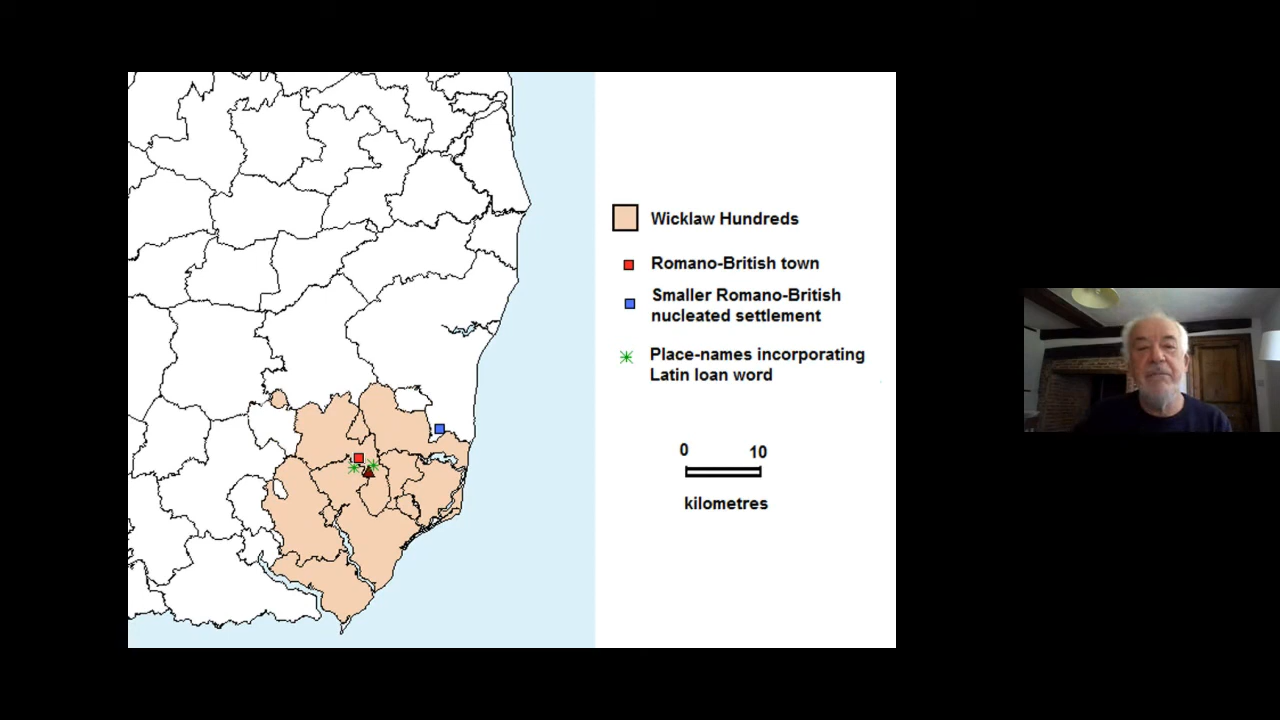 Wicklaw Hundreds
Romano-British town
Smaller Romano-British
nucleated settlement
Place-names incorporating
Latin loan word
0 10
kilometres